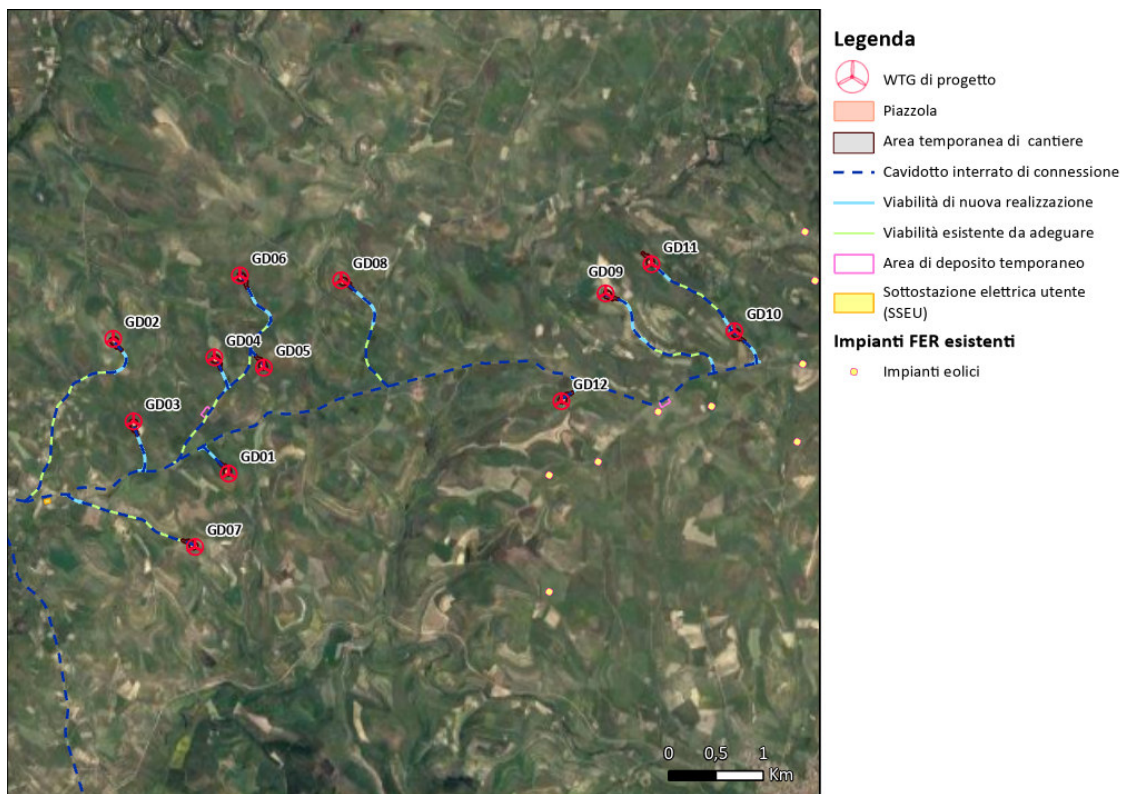 Legenda
WTG di progetto
Piazzola
Area temporanea di cantiere
Cavidotto interrato di connessione
Viabilità di nuova realizzazione
Viabilità esistente da adeguare
Area di deposito temporaneo
Sottostazione elettrica utente
(SSEU)
Impianti FER esistenti
Impianti eolici
GD11
GD06
GD08
GD09
GD10
GD02
GD04
GD05
GD12
GD03
GD01
GD07
0 0,5 1
Km